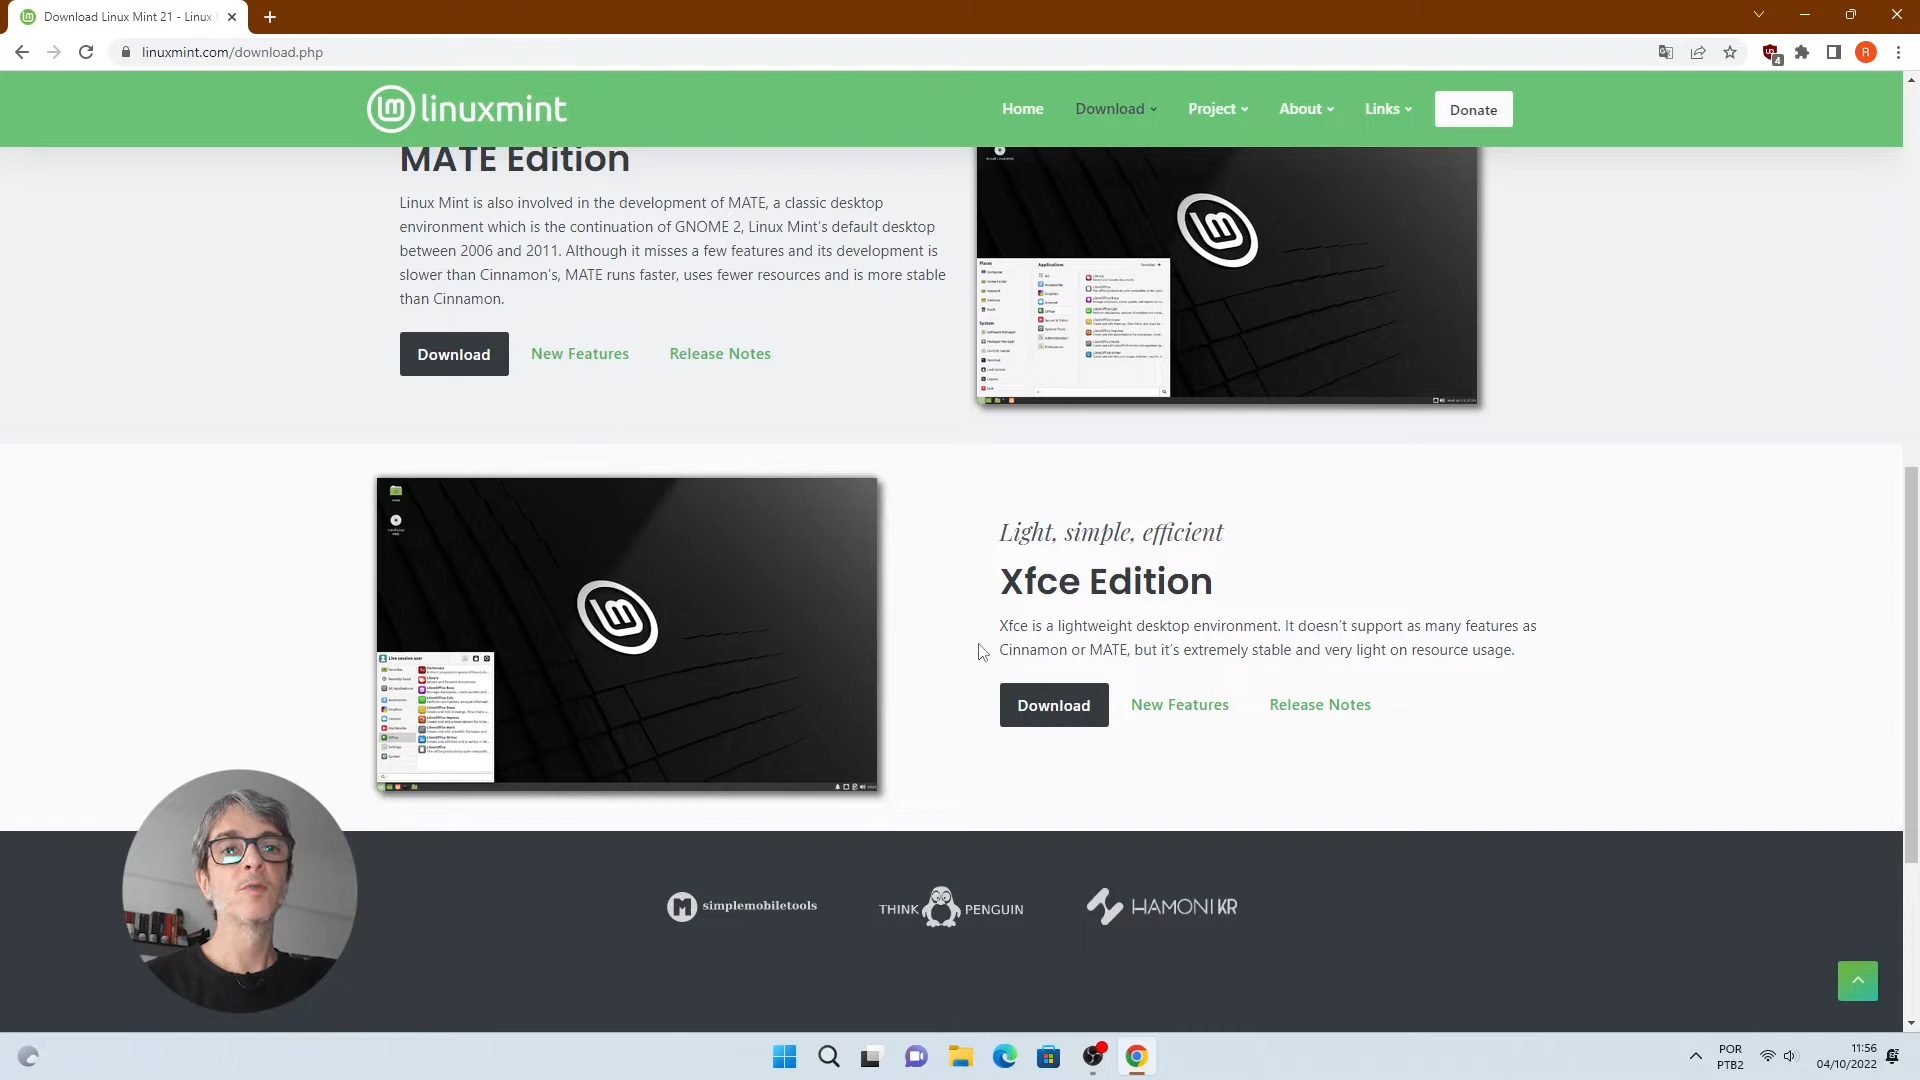 Download Linux Mint 21 - Linux
linuxmint.com/download.php
4
R
linuxmint
Home
Download
Project
About
Links
Donate
MATE Edition
Linux Mint is also involved in the development of MATE, a classic desktop
environment which is the continuation of GNOME 2, Linux Mint's default desktop
between 2006 and 2011. Although it misses a few features and its development is
slower than Cinnamon's, MATE runs faster, uses fewer resources and is more stable
than Cinnamon.
Download
New Features
Release Notes
Light, simple, efficient
Xfce Edition
Xfce is a lightweight desktop environment. It doesn't support as many features as
Cinnamon or MATE, but it's extremely stable and very light on resource usage.
Download
New Features
Release Notes
simplemobiletools
THINK PENGUIN
HAMONIKR
POR
PTB2
11:56
04/10/2022